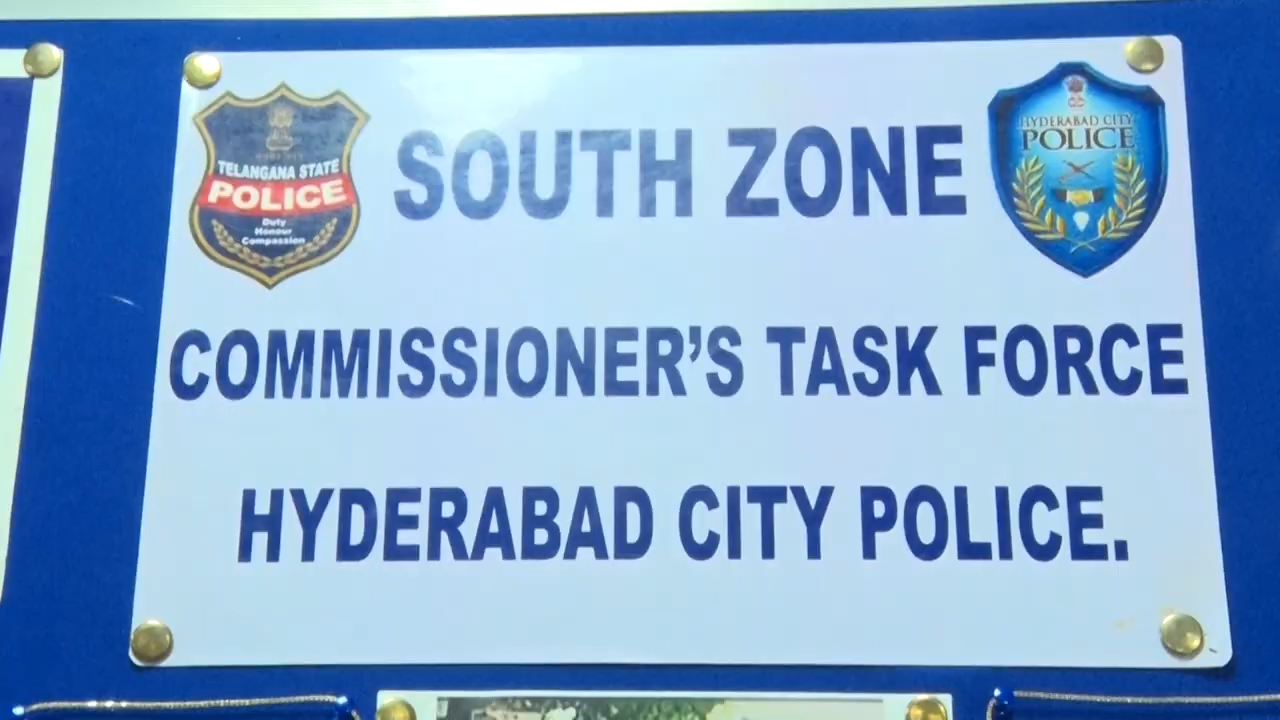 SOUTH ZONE
TELANGANA STATE
POLICE
Duty
Honour
Compassion
HYDERABAD CITY
POLICE
COMMISSIONER'S TASK FORCE
HYDERABAD CITY POLICE.